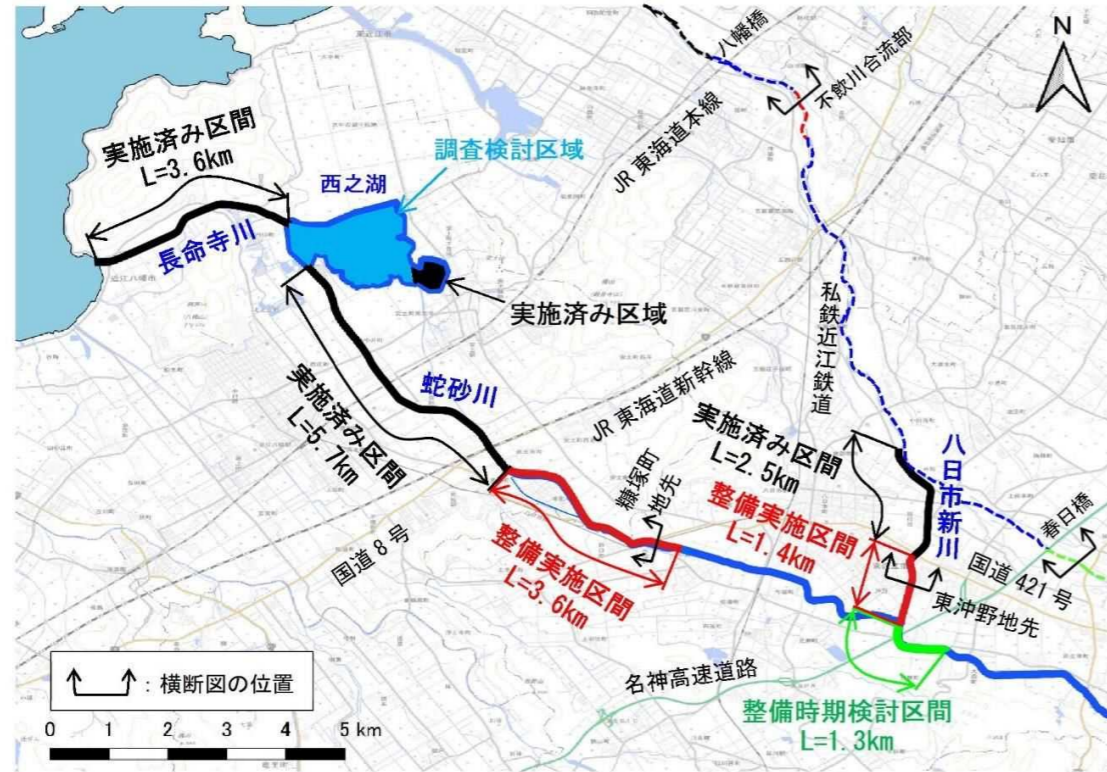 N
八幡橋
不飲川合流部
JR 東海道本線
実施済み区間
L=3.6km
調査検討区域
西之湖
長命寺川
実施済み区域
私鉄近江鉄道
蛇砂川
JR 東海道新幹線
実施済み区間
L=5.7km
実施済み区間
L=2.5km
八日市新川
糠塚町
地先
整備実施区間
L=1.4km
春日橋
国道 8 号
整備実施区間
L=3.6km
国道 421 号
東沖野地先
名神高速道路
:横断図の位置
整備時期検討区間
L=1.3km
0 1 2 3 4 5 km